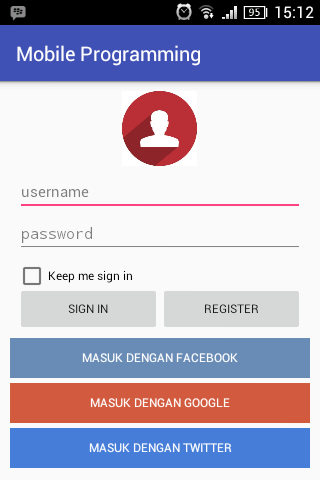 95 15:12
Mobile Programming
username
password
Keep me sign in
SIGN IN REGISTER
MASUK DENGAN FACEBOOK
MASUK DENGAN GOOGLE
MASUK DENGAN TWITTER